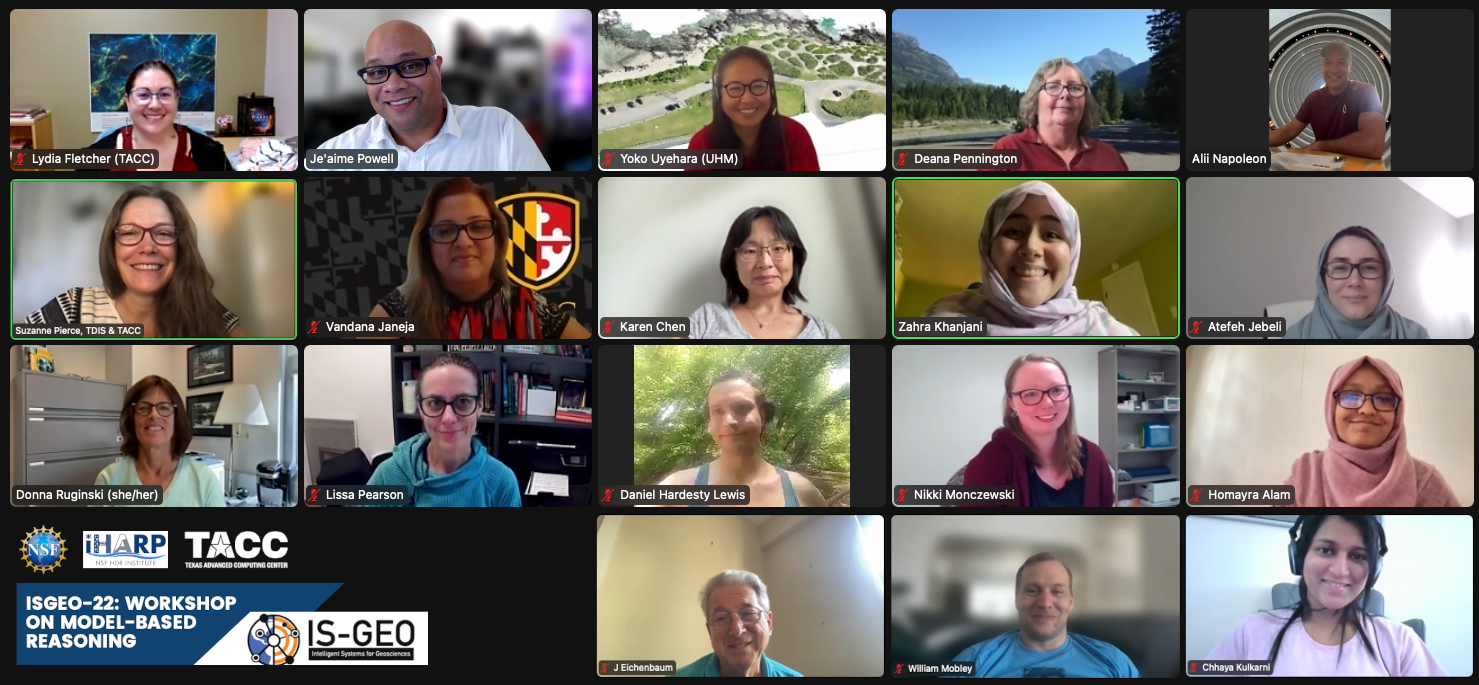 Lydia Fletcher (TACC)
Je'aime Powell
Yoko Uyehara (UHM)
Deana Pennington
Alii Napoleon
Suzanne Pierce, TDIS & TACC
Vandana Janeja
Karen Chen
Zahra Khanjani
Atefeh Jebeli
Donna Ruginski (she/her)
Lissa Pearson
Daniel Hardesty Lewis
Nikki Monczewski
Homayra Alam
NSF
iHARP
NSF HDR INSTITUTE
TACC
TEXAS ADVANCED COMPUTING CENTER
ISGEO-22: WORKSHOP
ON MODEL-BASED
REASONING
IS-GEO
Intelligent Systems for Geosciences
J Eichenbaum
William Mobley
Chhaya Kulkarni